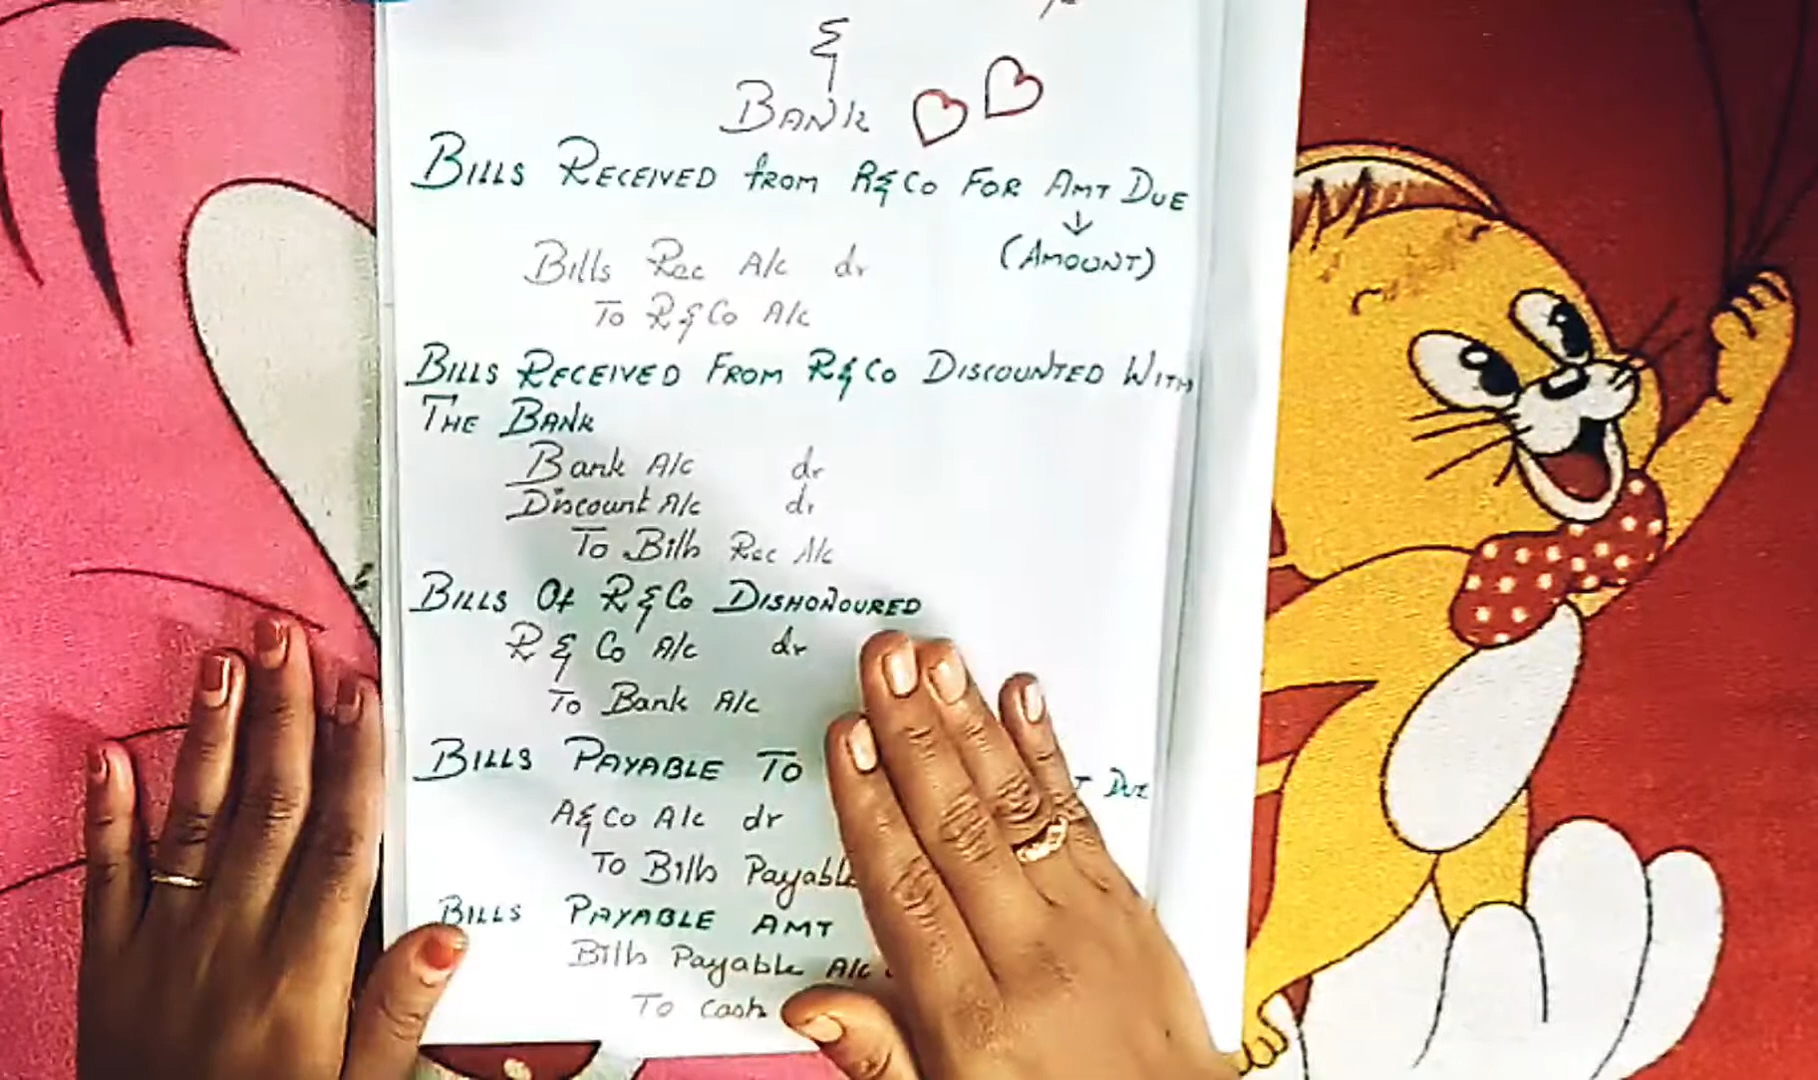 &
BANK
BILLS RECEIVED from R&Co FOR AMT DUE
(AMOUNT)
Bills Rec A/c dr
To R&Co A/c
BILLS RECEIVED FROM R&Co DISCOUNTED WITH
THE BANK
Bank A/c dr
Discount A/c dr
To Bills Rec A/c
BILLS Of R&Co DISHONOURED
R & Co A/c dr
To Bank A/c
BILLS PAYABLE TO DUE
A&Co A/c dr
To Bills Payable
BILLS PAYABLE AMT
Bills Payable A/c
To Cash